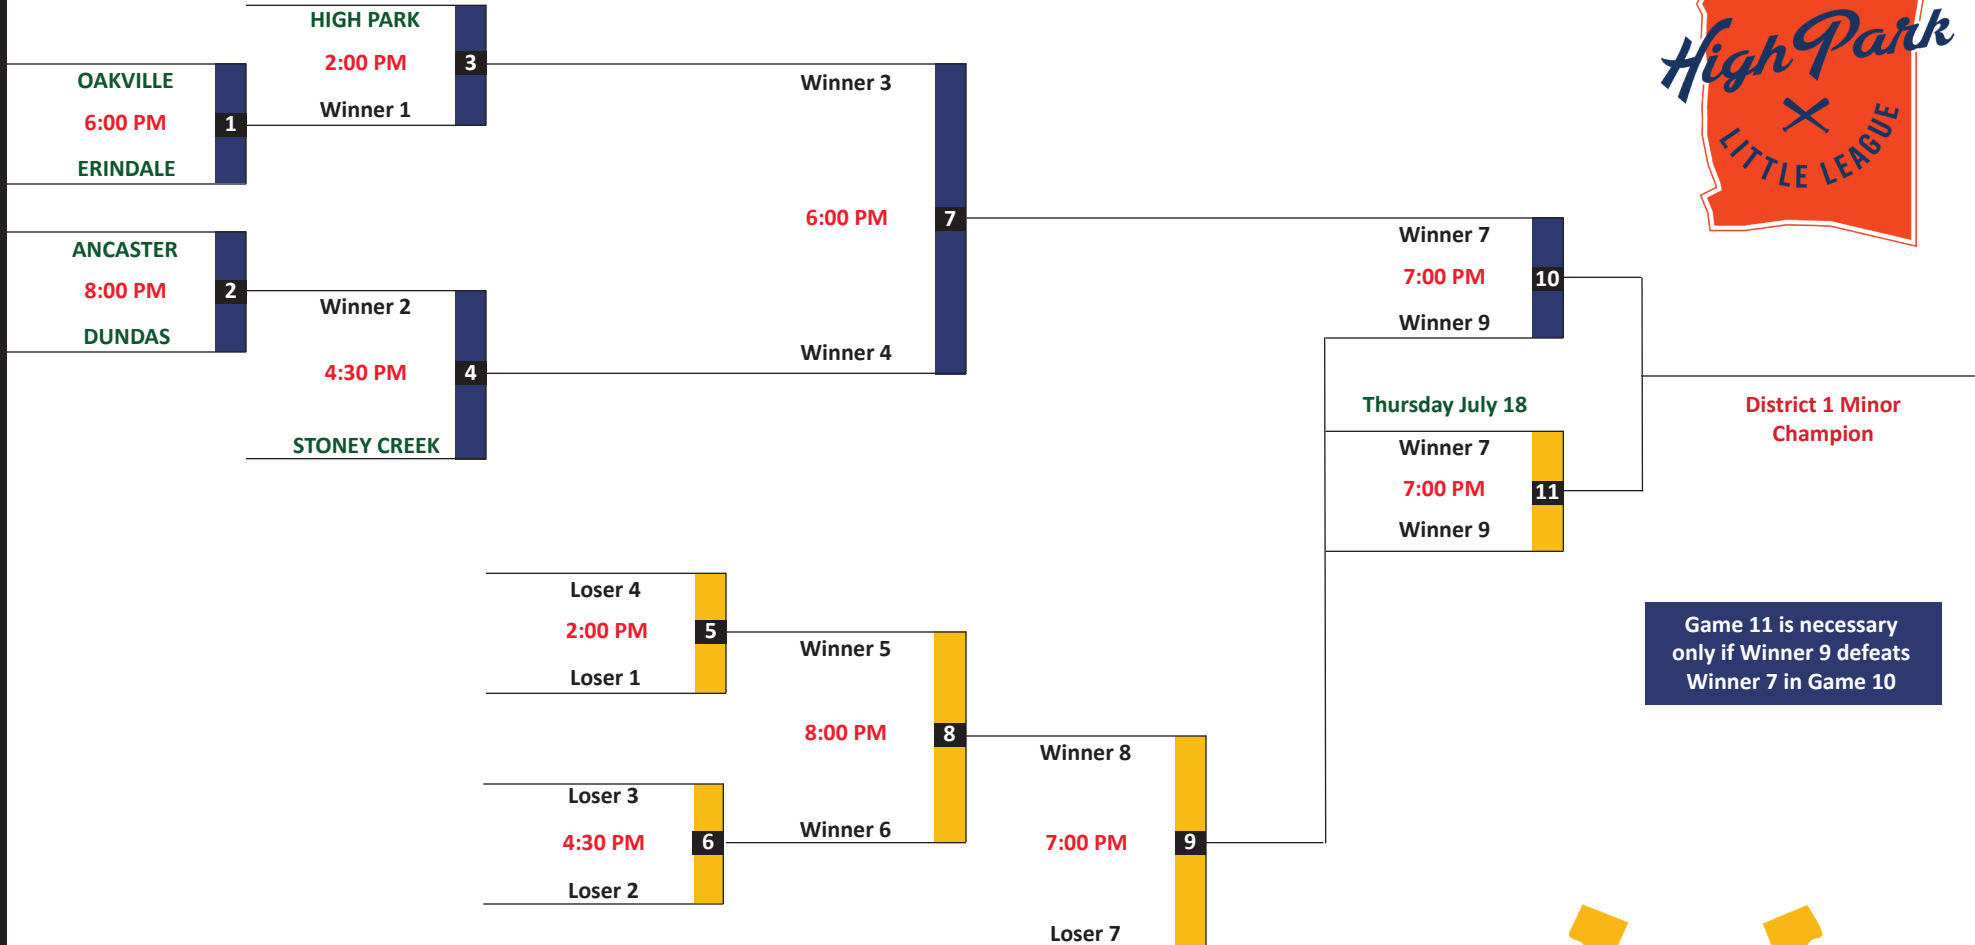 HIGH PARK
2:00 PM
3
Winner 1
OAKVILLE
6:00 PM
1
ERINDALE
ANCASTER
8:00 PM
2
DUNDAS
Winner 2
4:30 PM
4
STONEY CREEK
Winner 3
6:00 PM
7
Winner 4
Loser 4
2:00 PM
5
Loser 1
Loser 3
4:30 PM
6
Loser 2
Winner 5
8:00 PM
8
Winner 6
Winner 8
7:00 PM
9
Loser 7
Winner 7
7:00 PM
10
Winner 9
Thursday July 18
Winner 7
7:00 PM
11
Winner 9
District 1 Minor
Champion
High Park
LITTLE LEAGUE
Game 11 is necessary
only if Winner 9 defeats
Winner 7 in Game 10